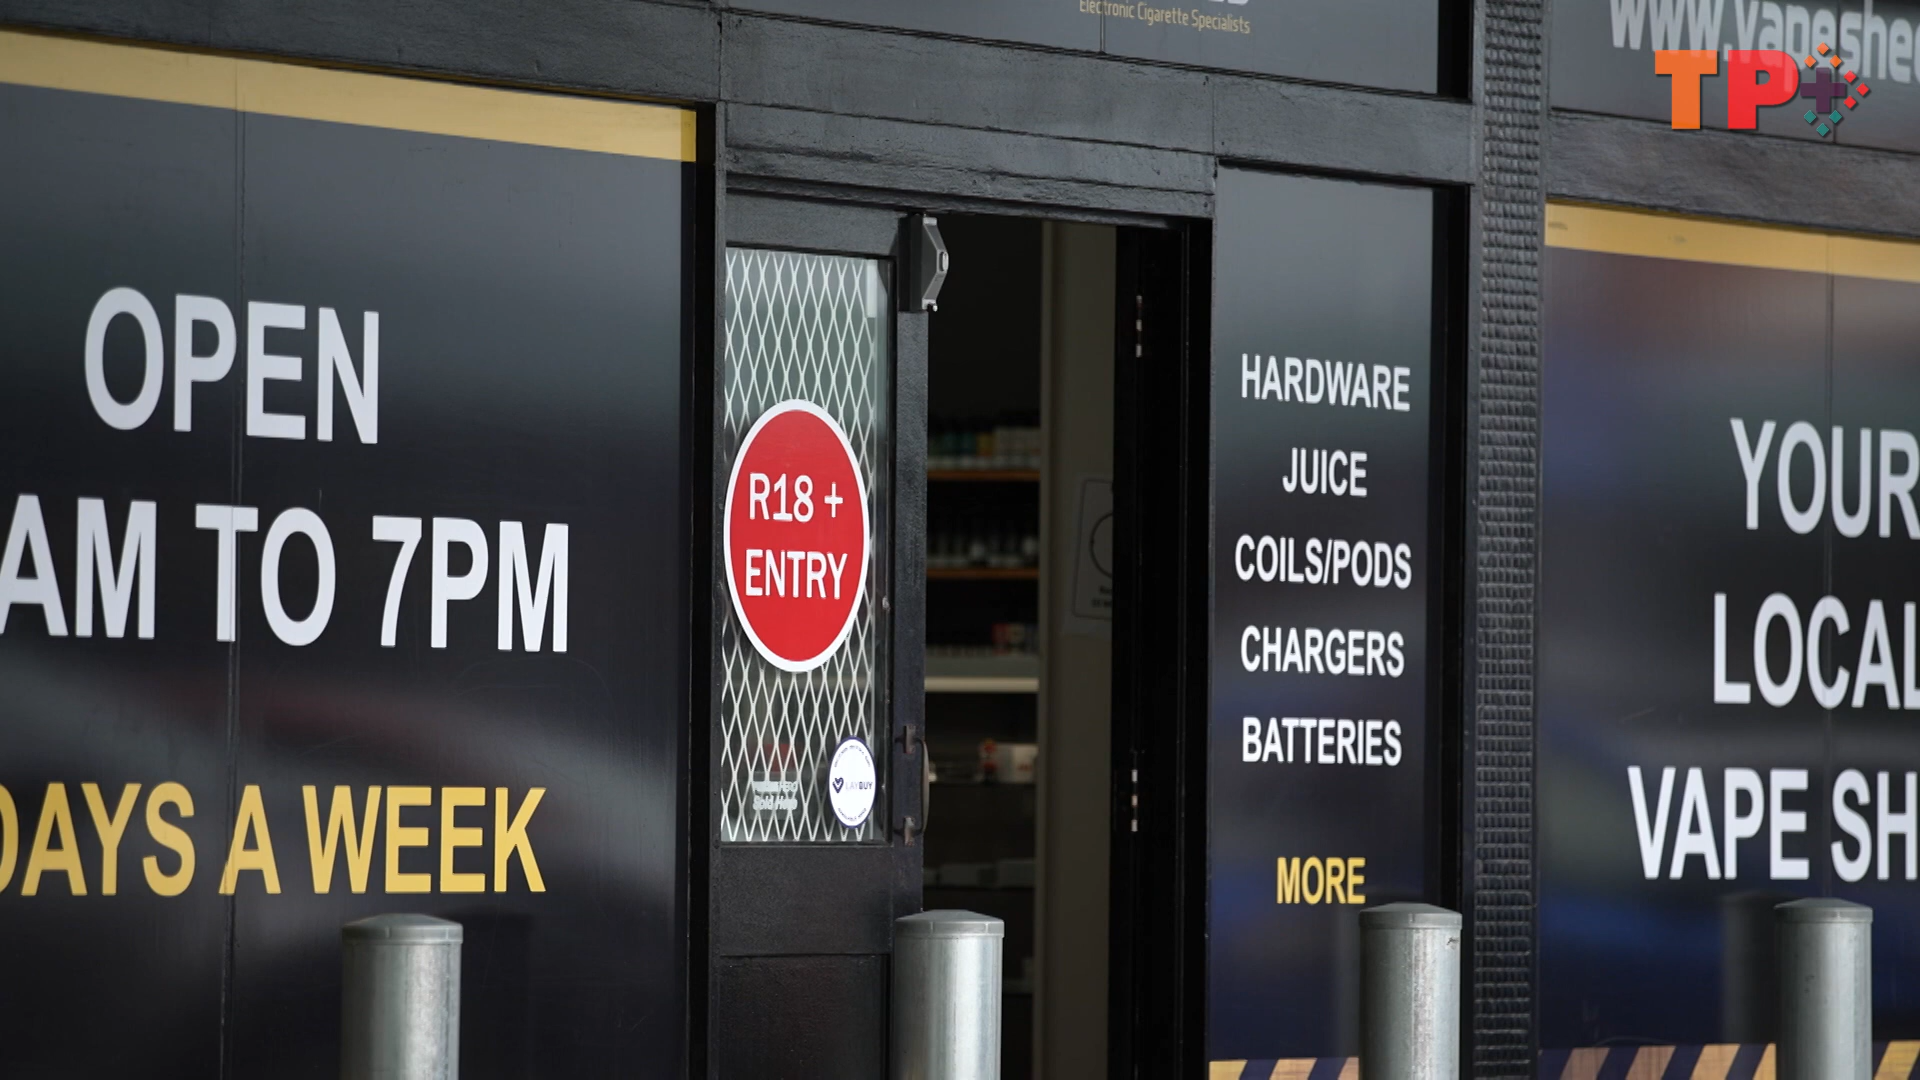 Electronic Cigarette Specialists
www.vapeshe
TP+
OPEN
AM TO 7PM
DAYS A WEEK
R18 +
ENTRY
LAYBUY
HARDWARE
JUICE
COILS/PODS
CHARGERS
BATTERIES
MORE
YOUR
LOCAL
VAPE SH